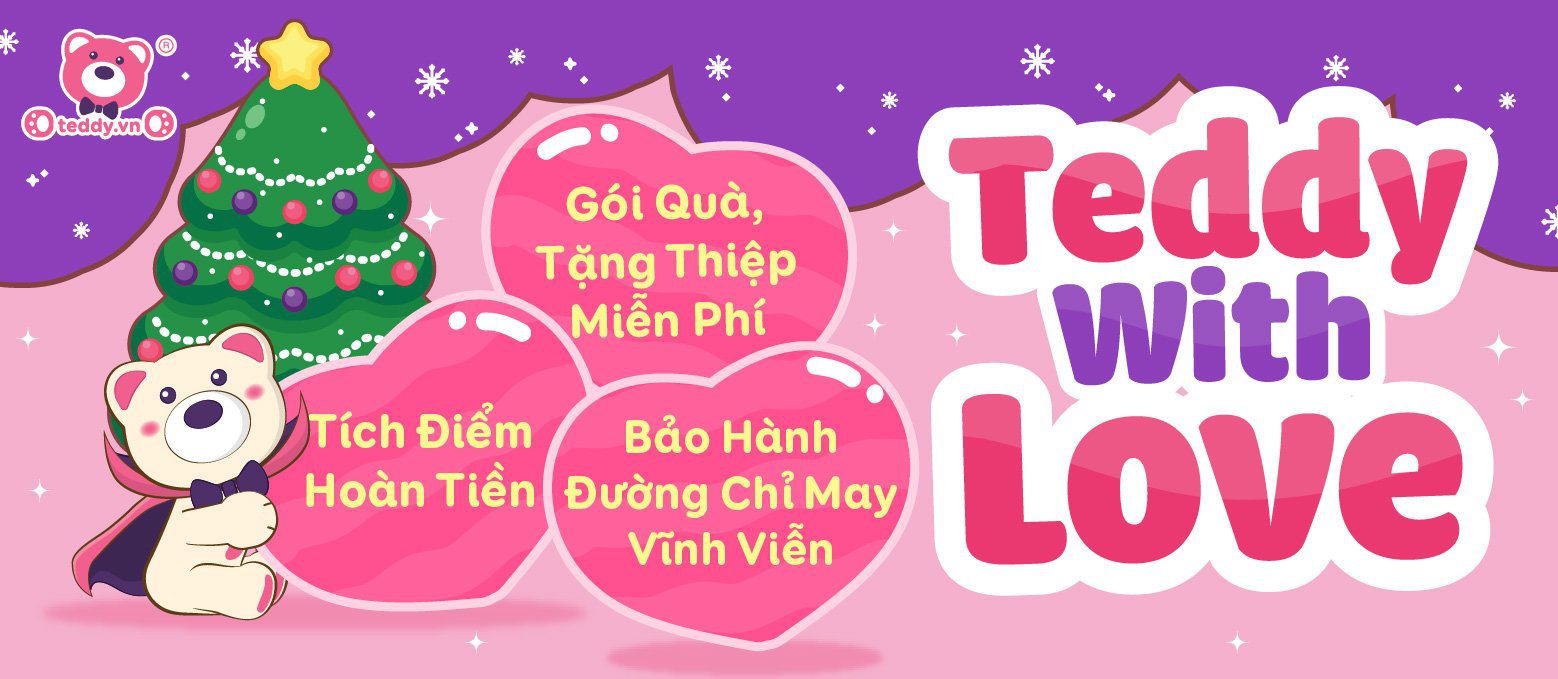 teddy.vn
®
Gói Quà,
Tặng Thiệp
Miễn Phí
Tích Điểm
Hoàn Tiền
Bảo Hành
Đường Chỉ May
Vĩnh Viễn
Teddy
With
Love